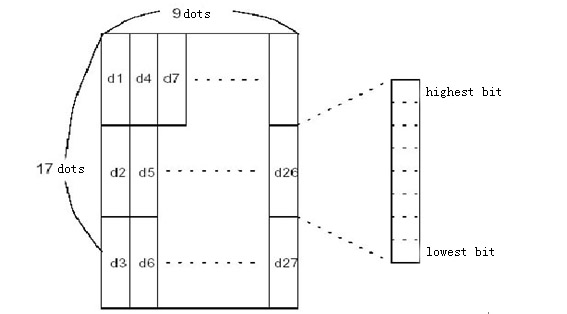 9 dots
d1 d4 d7
highest bit
17 dots
d2 d5 d26
lowest bit
d3 d6 d27